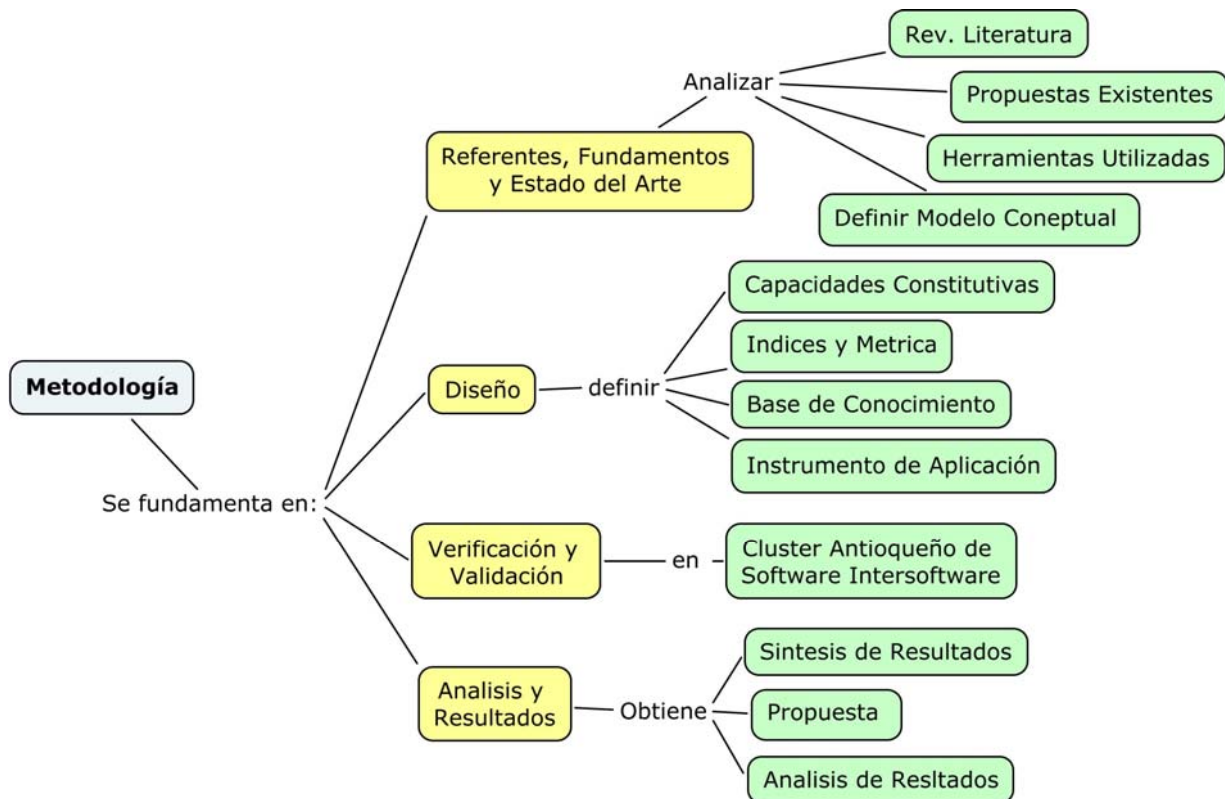 Rev. Literatura
Analizar
Propuestas Existentes
Referentes, Fundamentos
y Estado del Arte
Herramientas Utilizadas
Definir Modelo Coneptual
Capacidades Constitutivas
Indices y Metrica
Metodología
Diseño
definir
Base de Conocimiento
Instrumento de Aplicación
Se fundamenta en:
Verificación y
Validación
en
Cluster Antioqueño de
Software Intersoftware
Sintesis de Resultados
Analisis y
Resultados
Obtiene
Propuesta
Analisis de Resltados